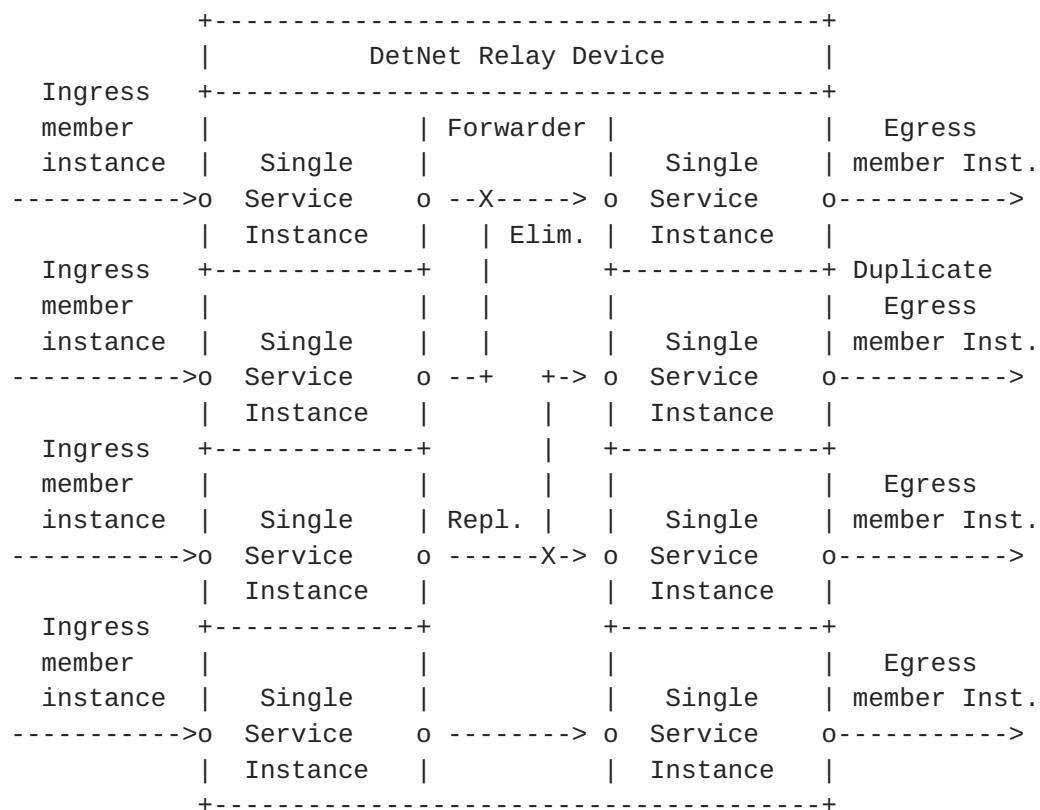 +---------------------------------------+
|          DetNet Relay Device          |
Ingress   +---------------------------------------+
member    |             | Forwarder |             |   Egress
instance  |   Single    |           |   Single    | member Inst.
----------->o  Service    o --X-----> o  Service    o----------->
|  Instance   |   | Elim. |  Instance   |
Ingress   +-------------+   |       +-------------+ Duplicate
member    |             |   |       |             |   Egress
instance  |   Single    |   |       |   Single    | member Inst.
----------->o  Service    o --+   +-> o  Service    o----------->
|  Instance   |       |   |  Instance   |
Ingress   +-------------+       |   +-------------+
member    |             |       |   |             |   Egress
instance  |   Single    | Repl. |   |   Single    | member Inst.
----------->o  Service    o ------X-> o  Service    o----------->
|  Instance   |           |  Instance   |
Ingress   +-------------+           +-------------+
member    |             |           |             |   Egress
instance  |   Single    |           |   Single    | member Inst.
----------->o  Service    o --------> o  Service    o----------->
|  Instance   |           |  Instance   |
+---------------------------------------+